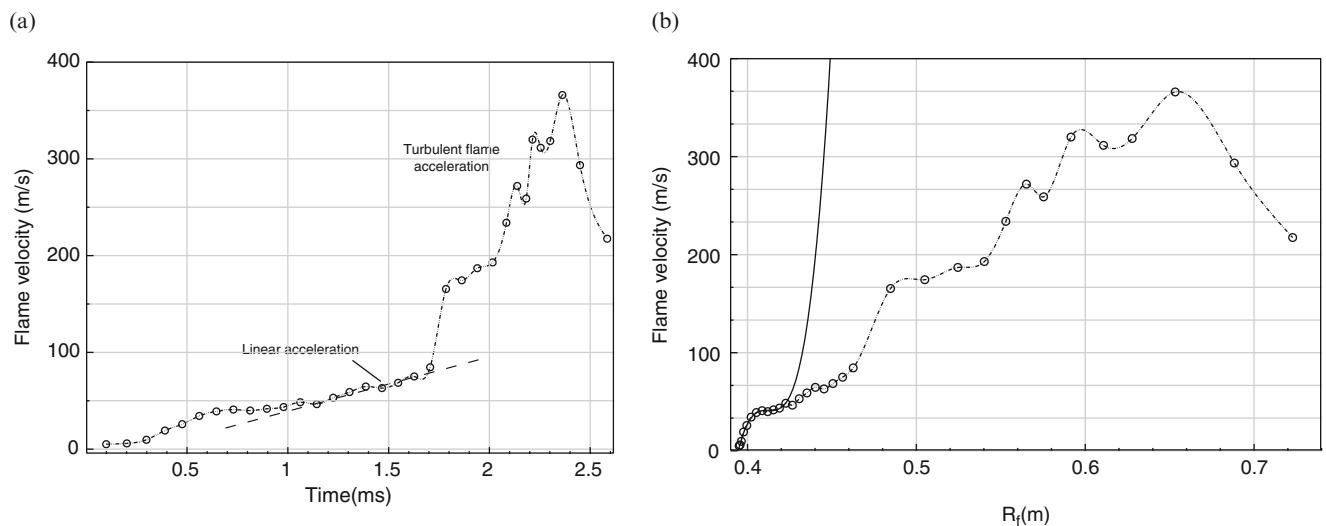 (a)
400
300
200
100
0
Flame velocity (m/s)
Turbulent flame
acceleration
Linear acceleration
0.5
1
1.5
2
2.5
Time(ms)
(b)
400
300
200
100
0
Flame velocity (m/s)
0.4
0.5
0.6
0.7
R_f(m)